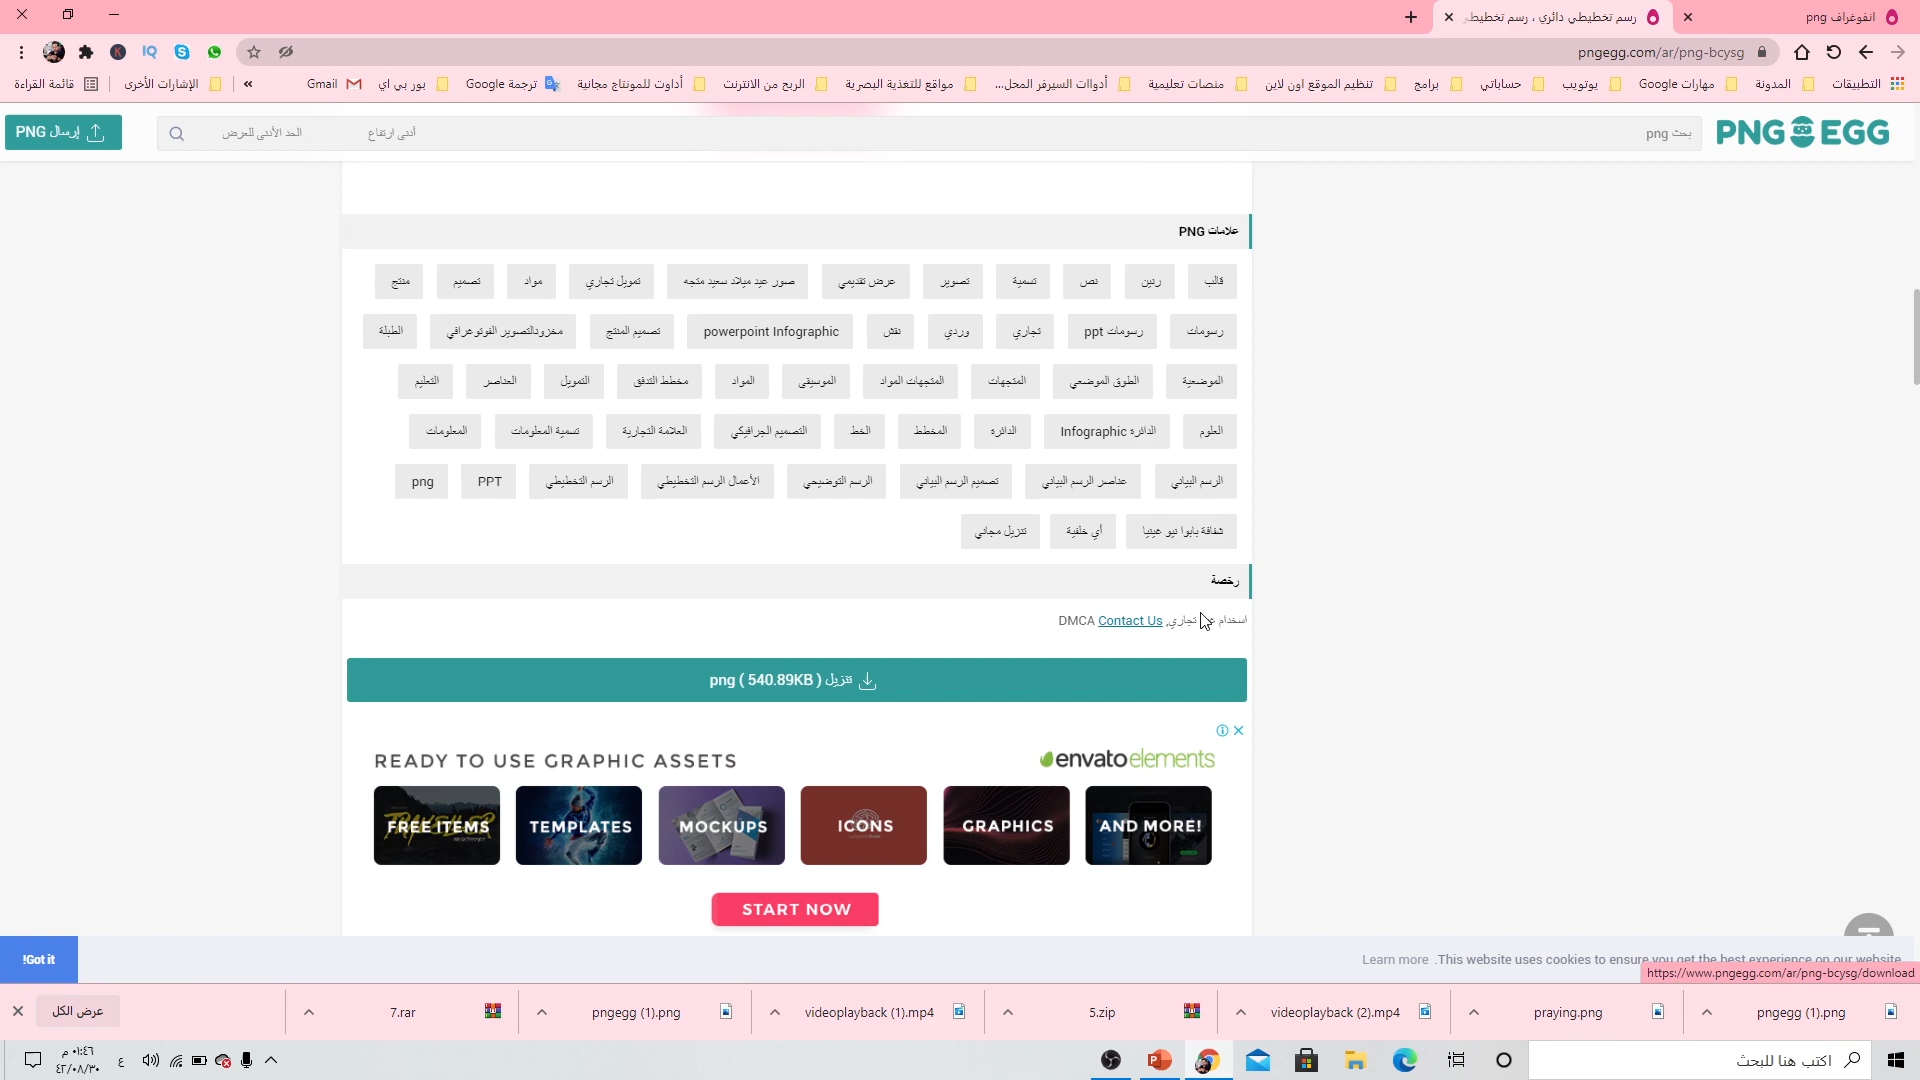 انفوغراف png
رسم تخطيطي دائري ، رسم تخطيطي
pngegg.com/ar/png-bcysg
التطبيقات
المدونة
مهارات Google
يوتيوب
حساباتي
برامج
تنظيم الموقع اون لاين
منصات تعليمية
أدواات السيرفر المحل...
مواقع للتغذية البصرية
الربح من الانترنت
أداوت للمونتاج مجانية
ترجمة Google
بور بي اي
Gmail
«
الإشارات الأخرى
قائمة القراءة
PNG EGG
بحث png
أدنى ارتفاع
الحد الأدنى للعرض
إرسال PNG
علامات PNG
قالب رنين نص تسمية تصوير عرض تقديمي صور عيد ميلاد سعيد متجه تمويل تجاري مواد تصميم منتج
رسومات رسومات ppt تجاري وردي نقش powerpoint Infographic تصميم المنتج مخزونالتصوير الفوتوغرافي الطبلة
الموضعية الطوق الموضعي المتجهات المتجهات المواد الموسيقى المواد مخطط التدفق التمويل العناصر التعليم
العلوم الدائرة Infographic الدائرة المخطط الخط التصميم الجرافيكي العلامة التجارية تسمية المعلومات المعلومات
الرسم البياني عناصر الرسم البياني تصميم الرسم البياني الرسم التوضيحي الأعمال الرسم التخطيطي الرسم التخطيطي PPT png
شفافة بابوا نيو غينيا أي خلفية تنزيل مجاني
رخصة
اسخدام تجاري, DMCA Contact Us
تنزيل png ( 540.89KB )
READY TO USE GRAPHIC ASSETS
envatoelements
FREE ITEMS
TEMPLATES
MOCKUPS
ICONS
GRAPHICS
AND MORE!
START NOW
.This website uses cookies to ensure you get the best experience on our website
Learn more
!Got it
https://www.pngegg.com/ar/png-bcysg/download
pngegg (1).png
praying.png
videoplayback (2).mp4
5.zip
videoplayback (1).mp4
pngegg (1).png
7.rar
عرض الكل
اكتب هنا للبحث
ع
٠١:٤٦ م
٤٢/٠٨/٣٠